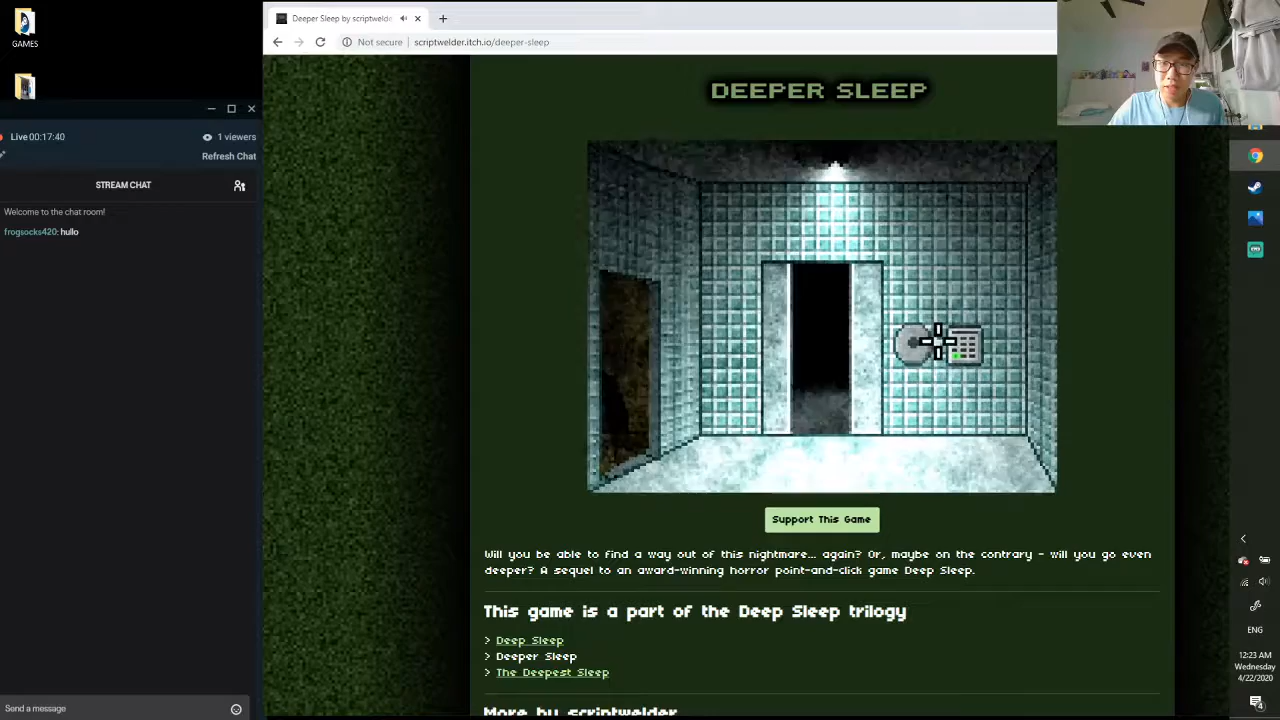 GAMES
Deeper Sleep by scriptwelde
Not secure
scriptwelder.itch.io/deeper-sleep
DEEPER SLEEP
Live 00:17:40
1 viewers
Refresh Chat
STREAM CHAT
Welcome to the chat room!
frogsocks420: hullo
Support This Game
Will you be able to find a way out of this nightmare... again? Or, maybe on the contrary - will you go even
deeper? A sequel to an award-winning horror point-and-click game Deep Sleep.
This game is a part of the Deep Sleep trilogy
> Deep Sleep
> Deeper Sleep
> The Deepest Sleep
More by scriptwelder
Send a message
ENG
12:23 AM
Wednesday
4/22/2020
4